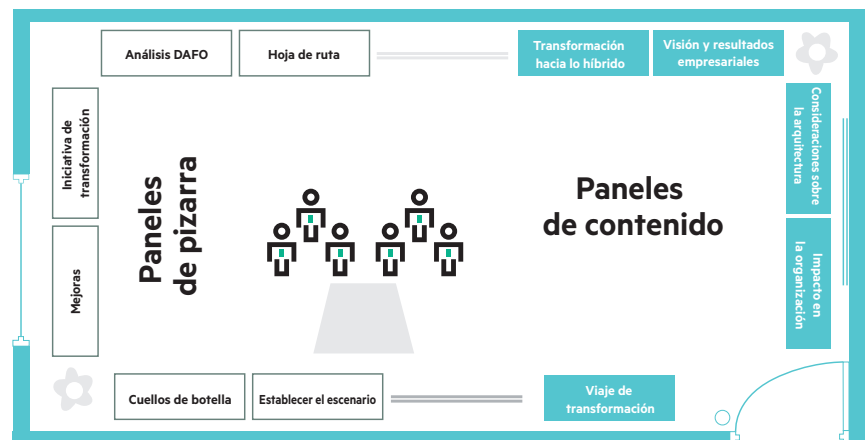 Análisis DAFO
Hoja de ruta
Transformación
hacia lo híbrido
Visión y resultados
empresariales
Consideraciones sobre
la arquitectura
Impacto en
la organización
Iniciativa de
transformación
Mejoras
Paneles
de pizarra
Paneles
de contenido
Cuellos de botella
Establecer el escenario
Viaje de
transformación